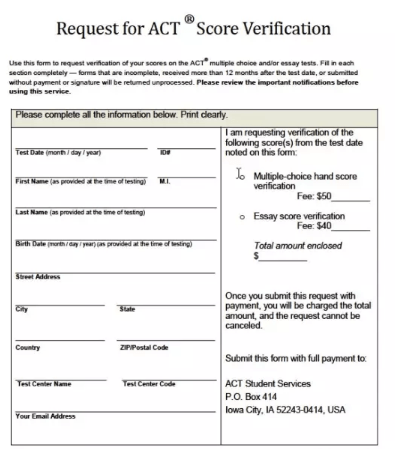 Request for ACT ® Score Verification
Use this form to request verification of your scores on the ACT® multiple choice and/or essay tests. Fill in each
section completely — forms that are incomplete, received more than 12 months after the test date, or submitted
without payment or signature will be returned unprocessed. Please review the important notifications before
using this service.
Please complete all the information below. Print clearly.
Test Date (month / day / year) ID#
First Name (as provided at the time of testing) M.I.
Last Name (as provided at the time of testing)
Birth Date (month / day / year) (as provided at the time of testing)
Street Address
City State
Country ZIP/Postal Code
Test Center Name Test Center Code
Your Email Address
I am requesting verification of the
following score(s) from the test date
noted on this form:
Multiple-choice hand score
verification
Fee: $50________
o Essay score verification
Fee: $40________
Total amount enclosed
$__________
Once you submit this request with
payment, you will be charged the total
amount, and the request cannot be
canceled.
Submit this form with full payment to:
ACT Student Services
P.O. Box 414
Iowa City, IA 52243-0414, USA